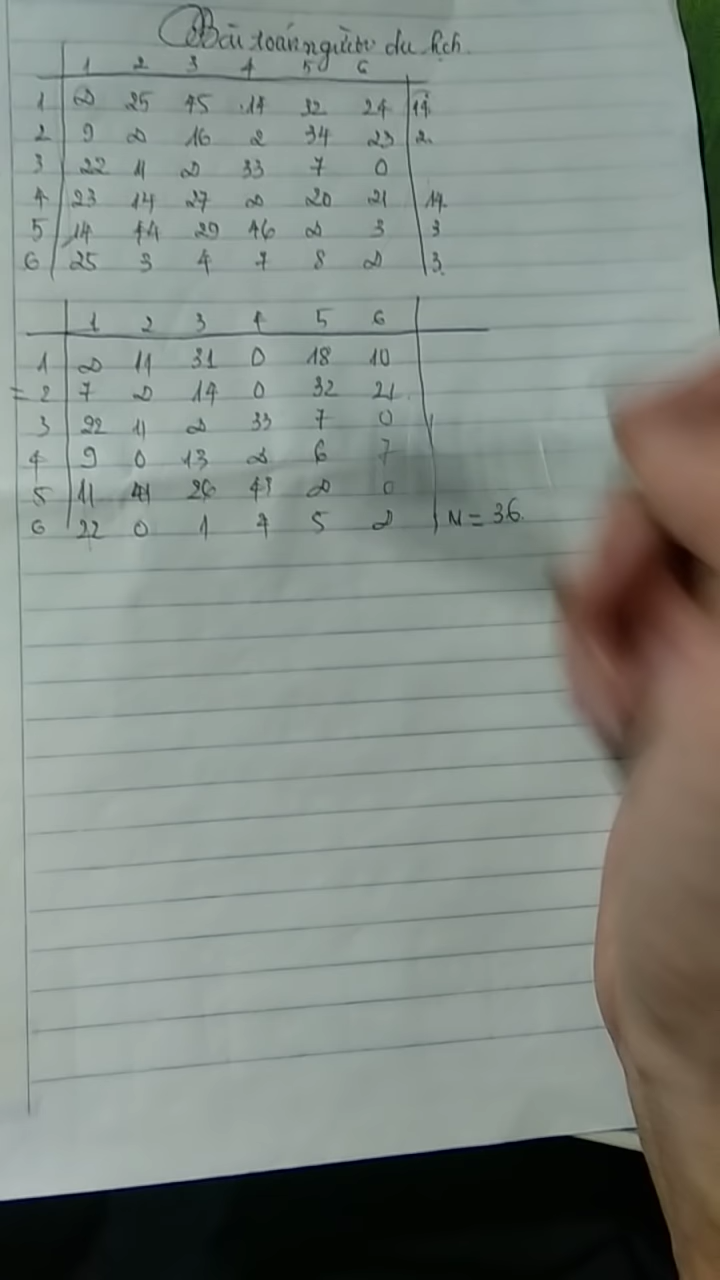 Bài toán người du lịch.
1 2 3 4 5 6
1 ∞ 25 45 14 32 24 14
2 9 ∞ 16 2 34 23 2
3 22 11 ∞ 33 7 0
4 23 14 27 ∞ 20 21 14
5 14 44 29 46 ∞ 3 3
6 25 3 4 7 8 ∞ 3
1 2 3 4 5 6
1 ∞ 11 31 0 18 10
= 2 7 ∞ 14 0 32 21
3 22 11 ∞ 33 7 0
4 9 0 13 ∞ 6 7
5 11 41 26 43 ∞ 0
6 22 0 1 4 5 ∞ N = 36.